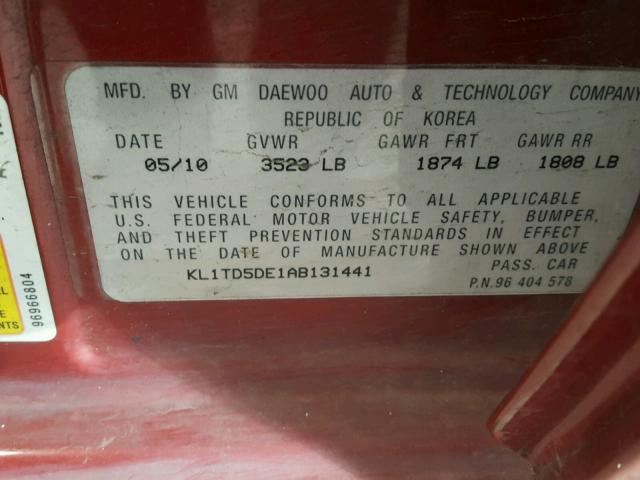 MFD. BY GM DAEWOO AUTO & TECHNOLOGY COMPANY
REPUBLIC OF KOREA
DATE GVWR GAWR FRT GAWR RR
05/10 3523 LB 1874 LB 1808 LB
THIS VEHICLE CONFORMS TO ALL APPLICABLE
U.S. FEDERAL MOTOR VEHICLE SAFETY, BUMPER,
AND THEFT PREVENTION STANDARDS IN EFFECT
ON THE DATE OF MANUFACTURE SHOWN ABOVE
KL1TD5DE1AB131441 PASS. CAR
P.N.96 404 578
96966804